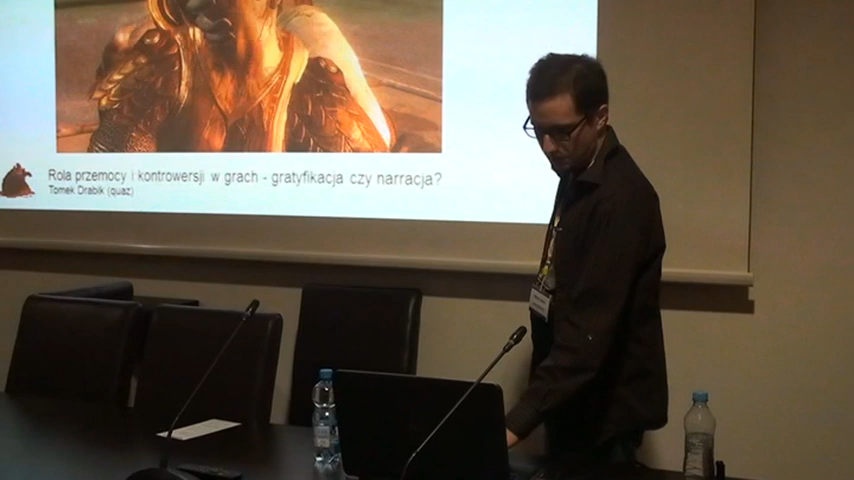 Rola przemocy i kontrowersji w grach - gratyfikacja czy narracja?
Tomek Drabik (quaz)